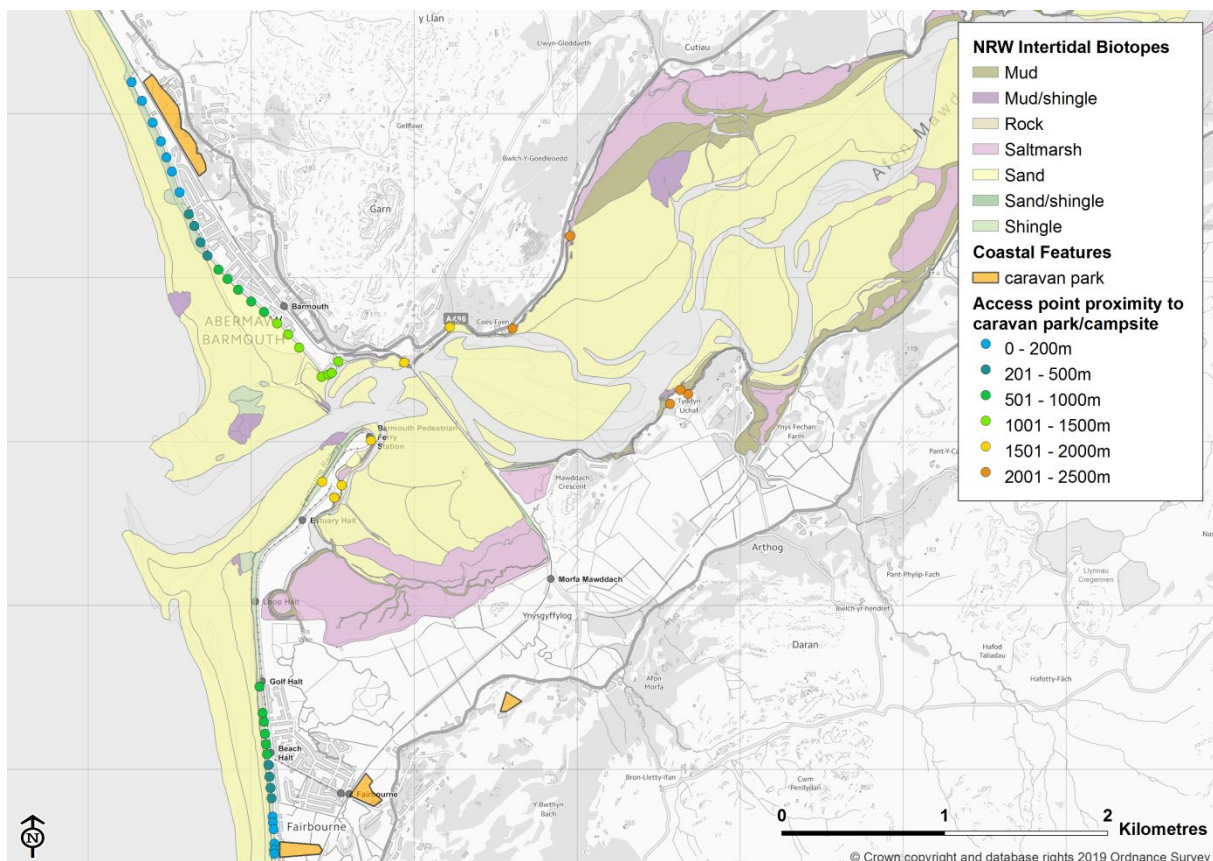 y Llan
Llwyn-Gloddaeth
Cutiau
Gellfawr
Bwlch-Y-Goedleoedd
Garn
Afon Mawd
Barmouth
ABERMAW
BARMOUTH
A496
Coes-Faen
Barmouth Pedestrian
Ferry
Station
Tyddyn
Uchaf
Ynys Fechan
Farm
Mawddach
Crescent
Estuary Halt
Arthog
Pant-Phylip-Fach
Llynnau
Cregennen
Morfa Mawddach
Bwlch-yr-hendref
Loop Halt
Ynysgyffylog
Daran
Hafod
Taliadau
Hafotty-Fach
Afon
Morfa
Golf Halt
Beach
Halt
Bron-Lletty-Ifan
Cwm
Fairbourne
Y Bwthyn
Bach
Fairbourne
N
NRW Intertidal Biotopes
Mud
Mud/shingle
Rock
Saltmarsh
Sand
Sand/shingle
Shingle
Coastal Features
caravan park
Access point proximity to
caravan park/campsite
0 - 200m
201 - 500m
501 - 1000m
1001 - 1500m
1501 - 2000m
2001 - 2500m
0 1 2
Kilometres
© Crown copyright and database rights 2019 Ordnance Survey